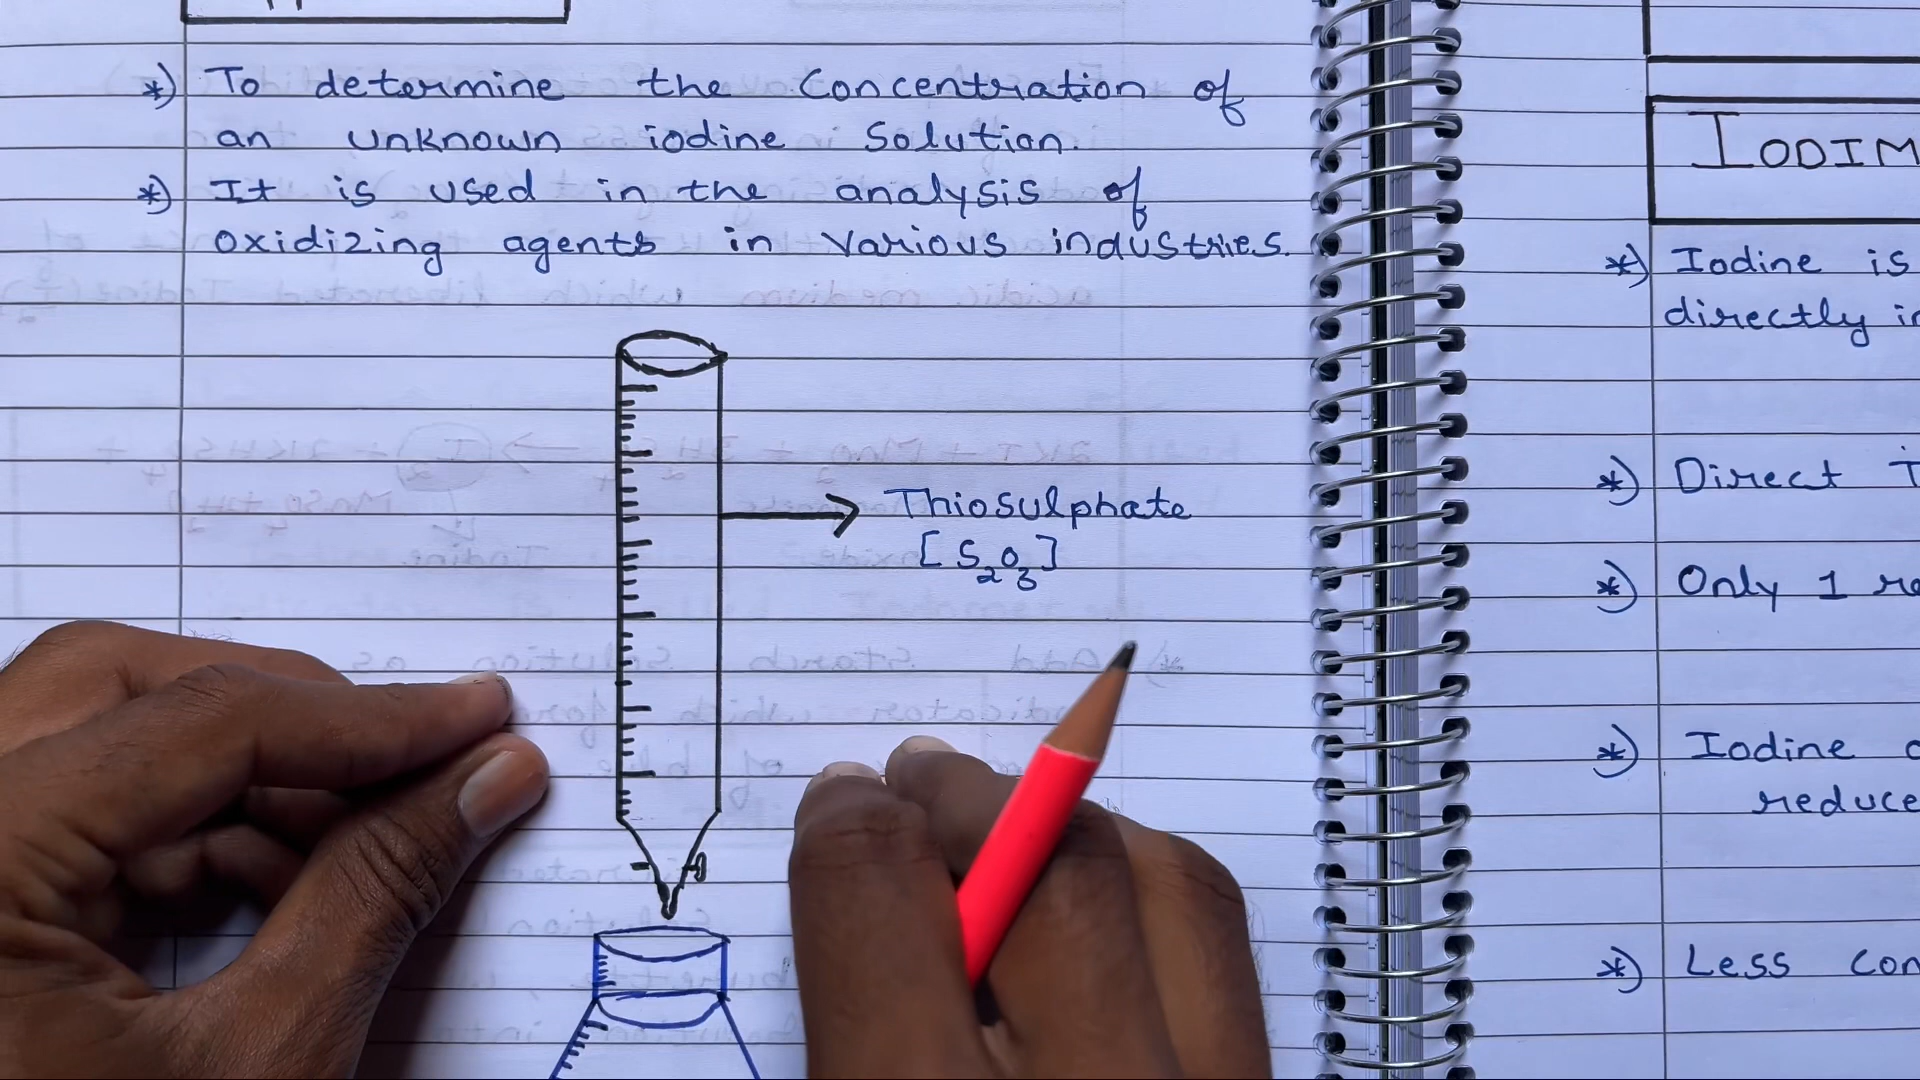 *) To determine the Concentration of
an unknown iodine Solution.
*) It is used in the analysis of
oxidizing agents in various industries.
Thiosulphate
[S₂O₃]
IODIM
*) Iodine is
directly
*) Direct
*) Only 1
*) Iodine
reduce
*) Less